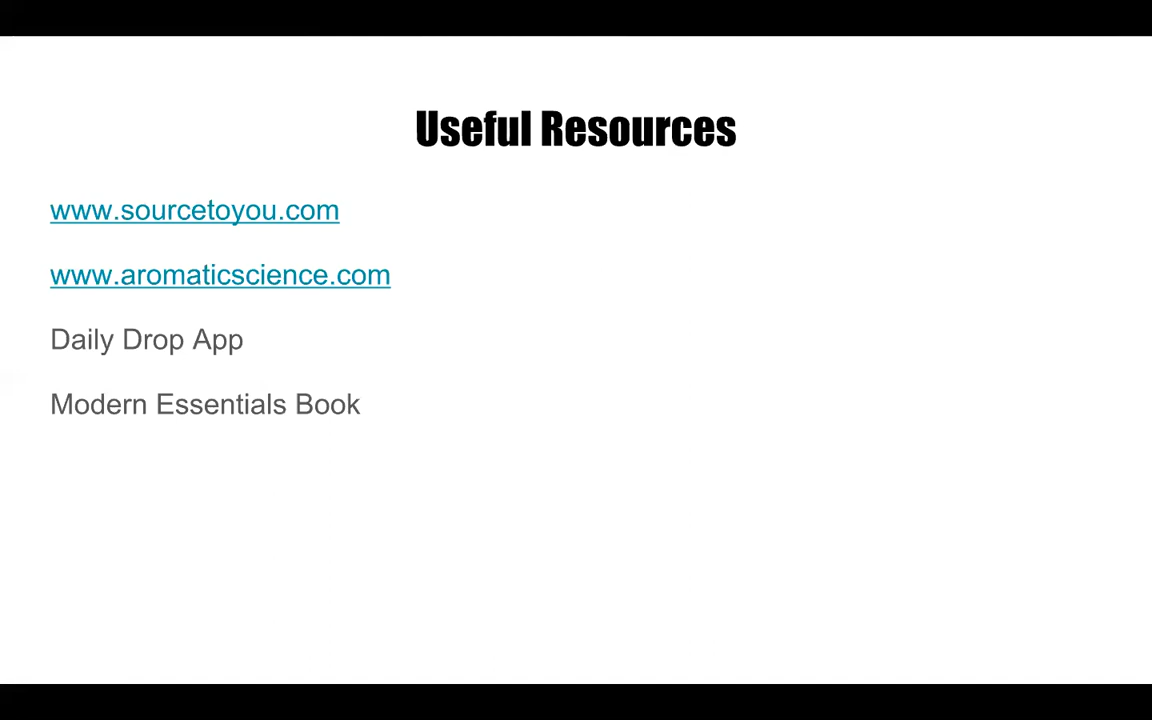 Useful Resources
www.sourcetoyou.com
www.aromaticscience.com
Daily Drop App
Modern Essentials Book